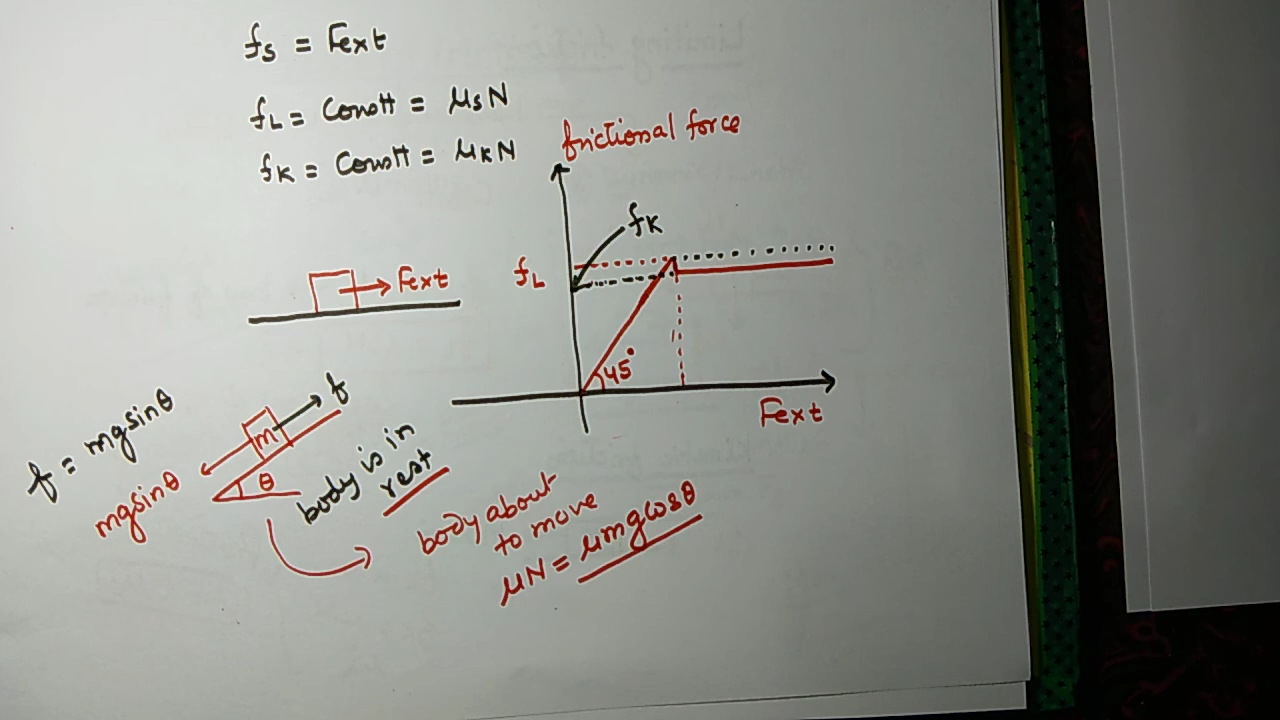 fs = Fext
fL = Constt = μsN
fK = Constt = μKN
frictional force
fK
fL
Fext
45°
Fext
f
m
θ
mgsinθ
f = mgsinθ
body is in
rest
body about
to move
μN = μmgcosθ